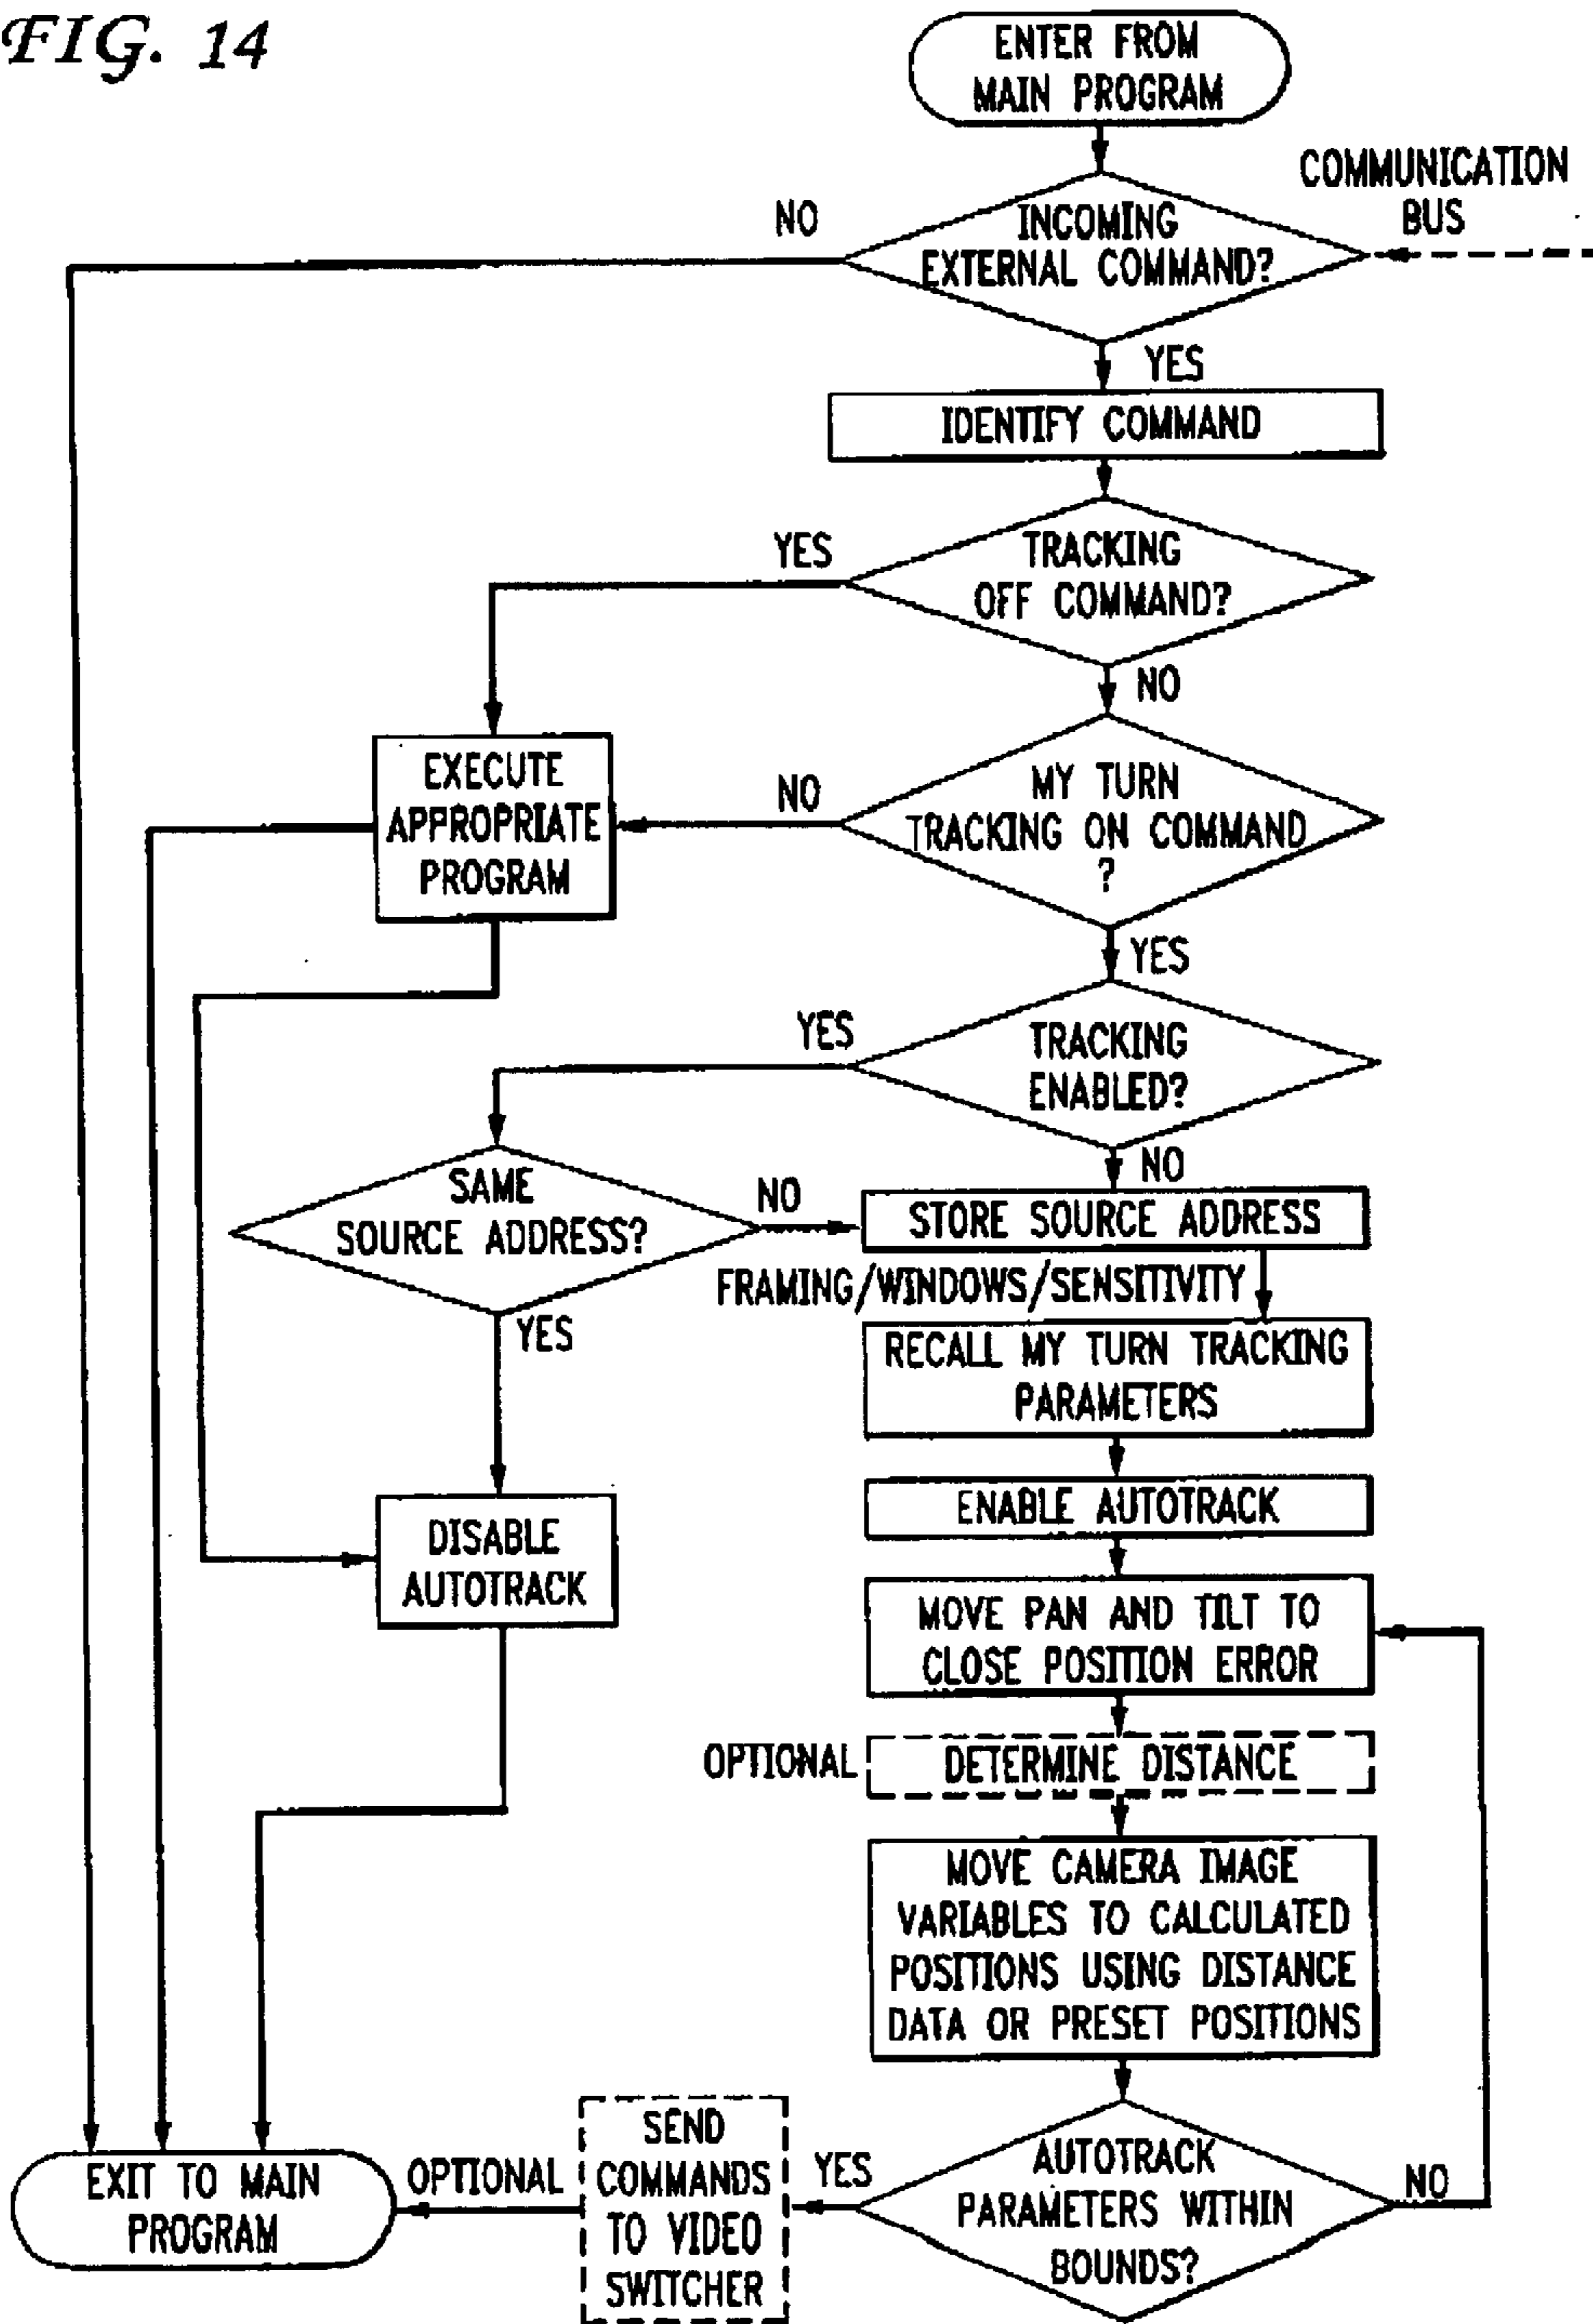 FIG. 14
ENTER FROM
MAIN PROGRAM
COMMUNICATION
BUS
NO
INCOMING
EXTERNAL COMMAND?
YES
IDENTIFY COMMAND
YES
TRACKING
OFF COMMAND?
NO
EXECUTE
APPROPRIATE
PROGRAM
NO
MY TURN
TRACKING ON COMMAND
?
YES
YES
TRACKING
ENABLED?
NO
SAME
SOURCE ADDRESS?
NO
STORE SOURCE ADDRESS
FRAMING/WINDOWS/SENSITIVITY
YES
RECALL MY TURN TRACKING
PARAMETERS
ENABLE AUTOTRACK
DISABLE
AUTOTRACK
MOVE PAN AND TILT TO
CLOSE POSITION ERROR
OPTIONAL
DETERMINE DISTANCE
MOVE CAMERA IMAGE
VARIABLES TO CALCULATED
POSITIONS USING DISTANCE
DATA OR PRESET POSITIONS
EXIT TO MAIN
PROGRAM
OPTIONAL
SEND
COMMANDS
TO VIDEO
SWITCHER
YES
AUTOTRACK
PARAMETERS WITHIN
BOUNDS?
NO